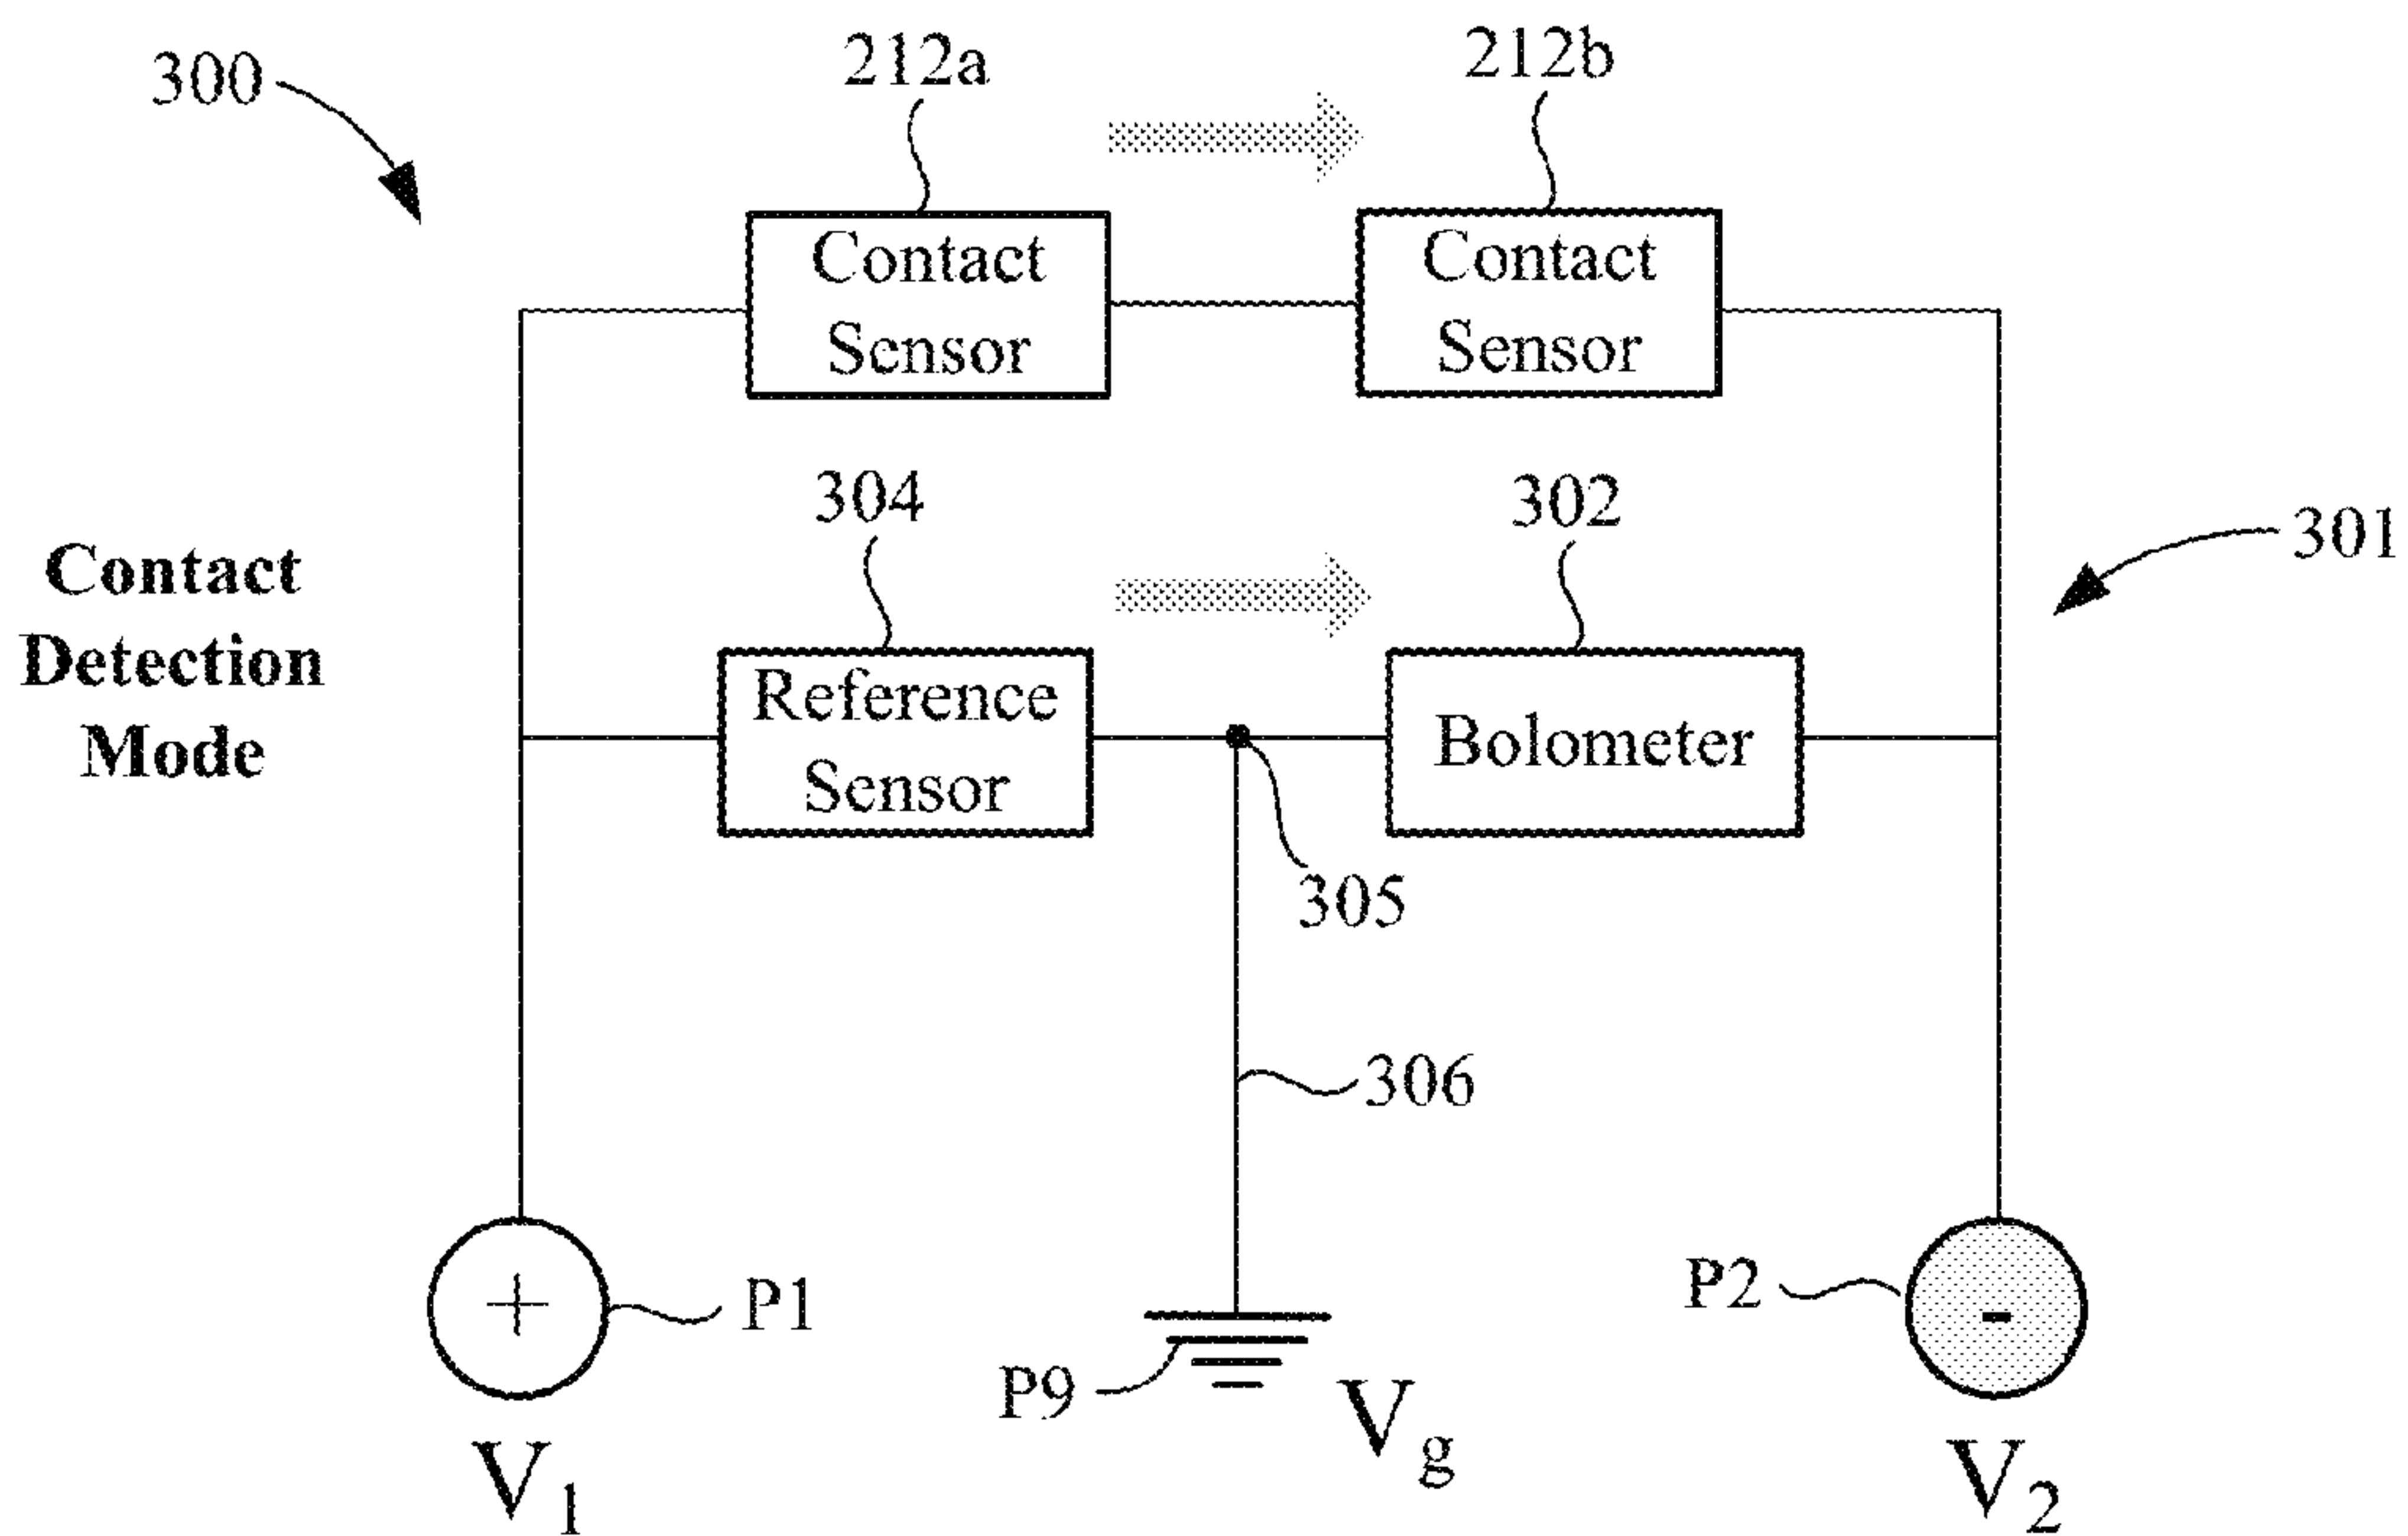 300
212a
212b
Contact
Sensor
Contact
Sensor
304
302
301
Contact
Detection
Mode
Reference
Sensor
Bolometer
305
306
+
P1
P2
-
P9
V1
Vg
V2